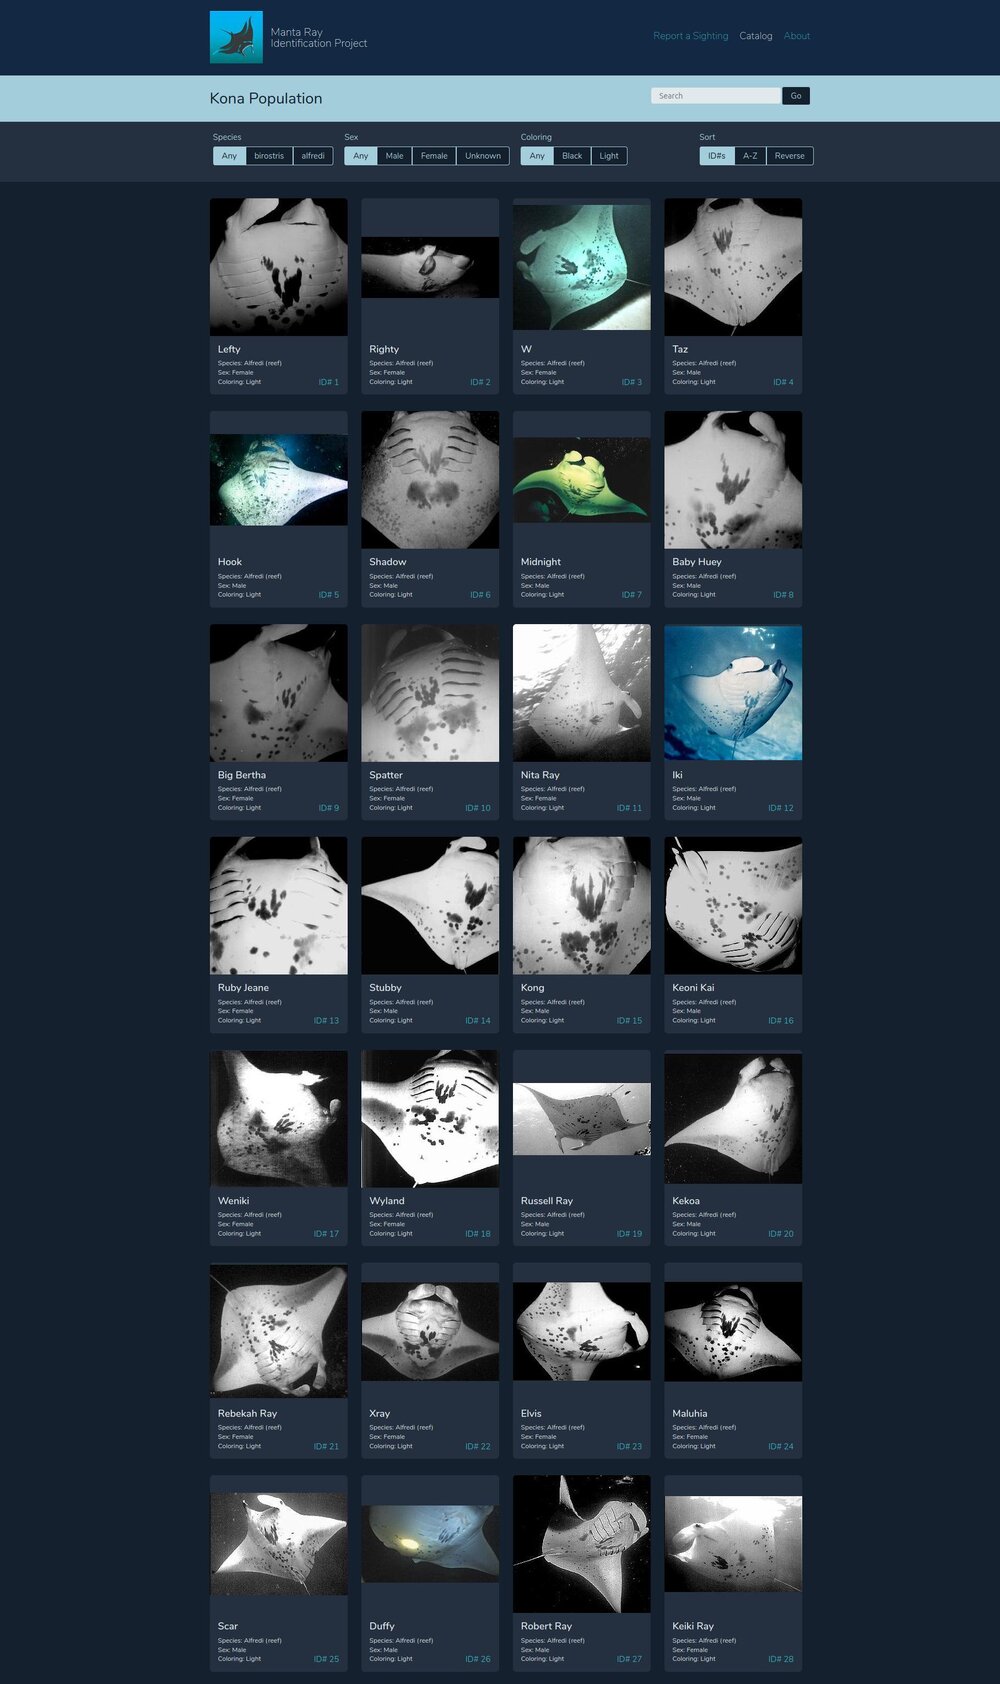 Manta Ray
Identification Project
Report a Sighting Catalog About
Kona Population
Search Go
Species Sex Coloring Sort
Any birostris alfredi Any Male Female Unknown Any Black Light ID#s A-Z Reverse
Lefty
Species: Alfredi (reef)
Sex: Female
Coloring: Light ID# 1
Righty
Species: Alfredi (reef)
Sex: Female
Coloring: Light ID# 2
W
Species: Alfredi (reef)
Sex: Female
Coloring: Light ID# 3
Taz
Species: Alfredi (reef)
Sex: Male
Coloring: Light ID# 4
Hook
Species: Alfredi (reef)
Sex: Male
Coloring: Light ID# 5
Shadow
Species: Alfredi (reef)
Sex: Male
Coloring: Light ID# 6
Midnight
Species: Alfredi (reef)
Sex: Male
Coloring: Light ID# 7
Baby Huey
Species: Alfredi (reef)
Sex: Male
Coloring: Light ID# 8
Big Bertha
Species: Alfredi (reef)
Sex: Female
Coloring: Light ID# 9
Spatter
Species: Alfredi (reef)
Sex: Female
Coloring: Light ID# 10
Nita Ray
Species: Alfredi (reef)
Sex: Female
Coloring: Light ID# 11
Iki
Species: Alfredi (reef)
Sex: Male
Coloring: Light ID# 12
Ruby Jeane
Species: Alfredi (reef)
Sex: Female
Coloring: Light ID# 13
Stubby
Species: Alfredi (reef)
Sex: Male
Coloring: Light ID# 14
Kong
Species: Alfredi (reef)
Sex: Male
Coloring: Light ID# 15
Keoni Kai
Species: Alfredi (reef)
Sex: Male
Coloring: Light ID# 16
Weniki
Species: Alfredi (reef)
Sex: Female
Coloring: Light ID# 17
Wyland
Species: Alfredi (reef)
Sex: Female
Coloring: Light ID# 18
Russell Ray
Species: Alfredi (reef)
Sex: Male
Coloring: Light ID# 19
Kekoa
Species: Alfredi (reef)
Sex: Male
Coloring: Light ID# 20
Rebekah Ray
Species: Alfredi (reef)
Sex: Female
Coloring: Light ID# 21
Xray
Species: Alfredi (reef)
Sex: Female
Coloring: Light ID# 22
Elvis
Species: Alfredi (reef)
Sex: Female
Coloring: Light ID# 23
Maluhia
Species: Alfredi (reef)
Sex: Female
Coloring: Light ID# 24
Scar
Species: Alfredi (reef)
Sex: Male
Coloring: Light ID# 25
Duffy
Species: Alfredi (reef)
Sex: Male
Coloring: Light ID# 26
Robert Ray
Species: Alfredi (reef)
Sex: Male
Coloring: Light ID# 27
Keiki Ray
Species: Alfredi (reef)
Sex: Female
Coloring: Light ID# 28